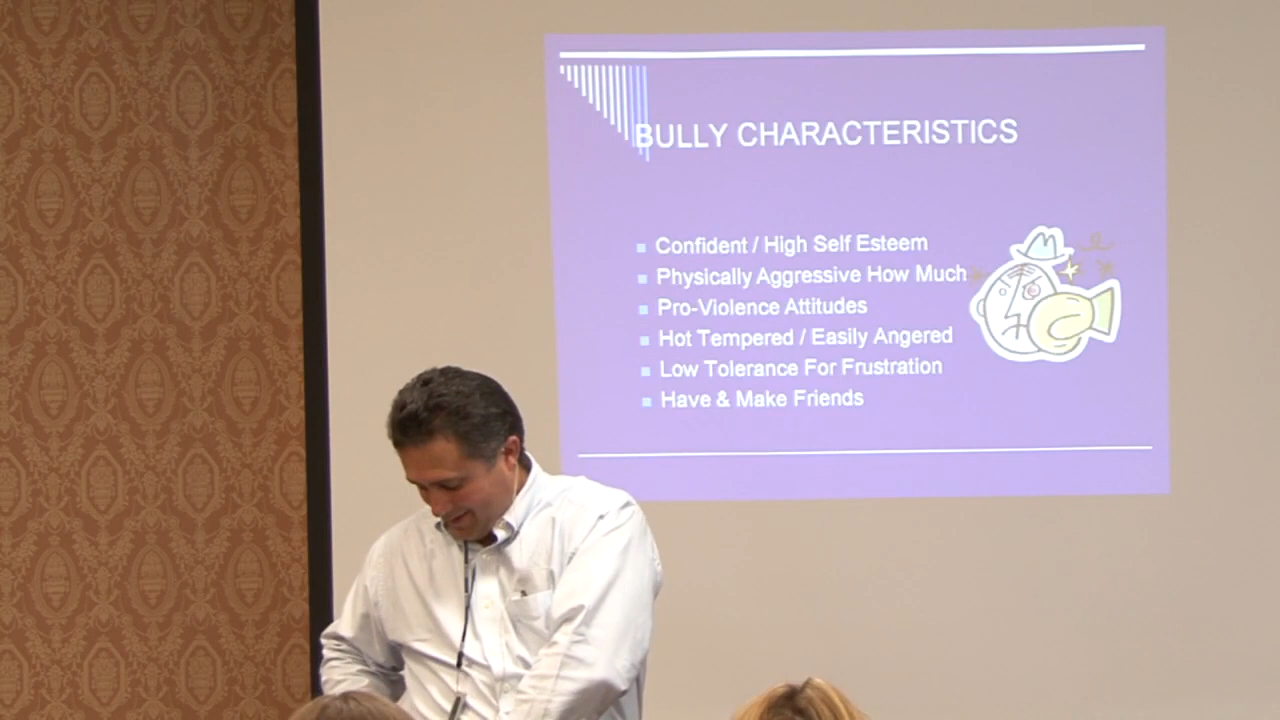 BULLY CHARACTERISTICS
Confident / High Self Esteem
Physically Aggressive How Much
Pro-Violence Attitudes
Hot Tempered / Easily Angered
Low Tolerance For Frustration
Have & Make Friends